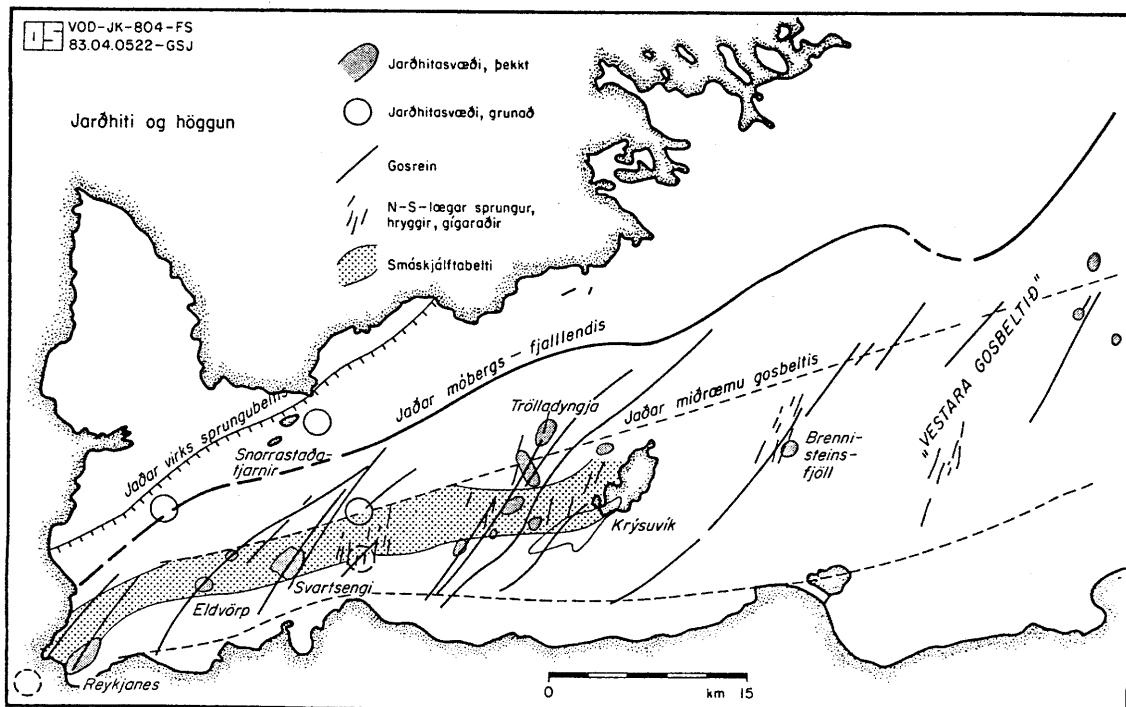 OS
VOD-JK-804-FS
83.04.0522-GSJ
Jarðhiti og höggun
Jarðhitasvæði, þekkt
Jarðhitasvæði, grunað
Gosrein
N-S-lægar sprungur,
hryggir, gígaraðir
Smáskjálftabelti
Jaðar virks sprungubeltis
Jaðar móbergs-fjalllendis
Jaðar miðræmu gosbeltis
"VESTARA GOSBELTIÐ"
Trölladyngja
Snorrastaða-
tjarnir
Brenni-
steins-
fjöll
Krýsuvík
Svartsengi
Eldvörp
Reykjanes
0 km 15